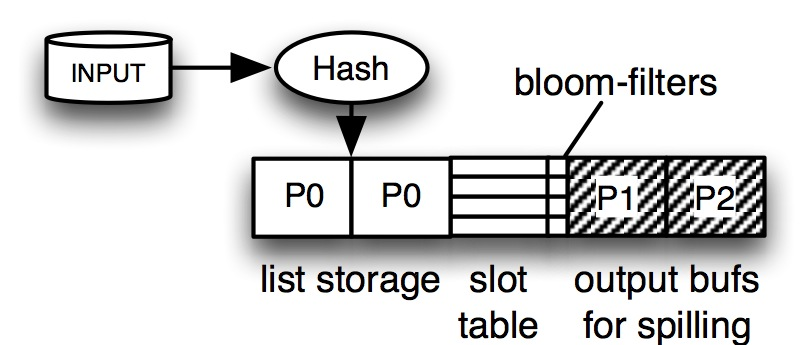 INPUT
Hash
bloom-filters
P0
P0
P1
P2
list storage
slot
table
output bufs
for spilling